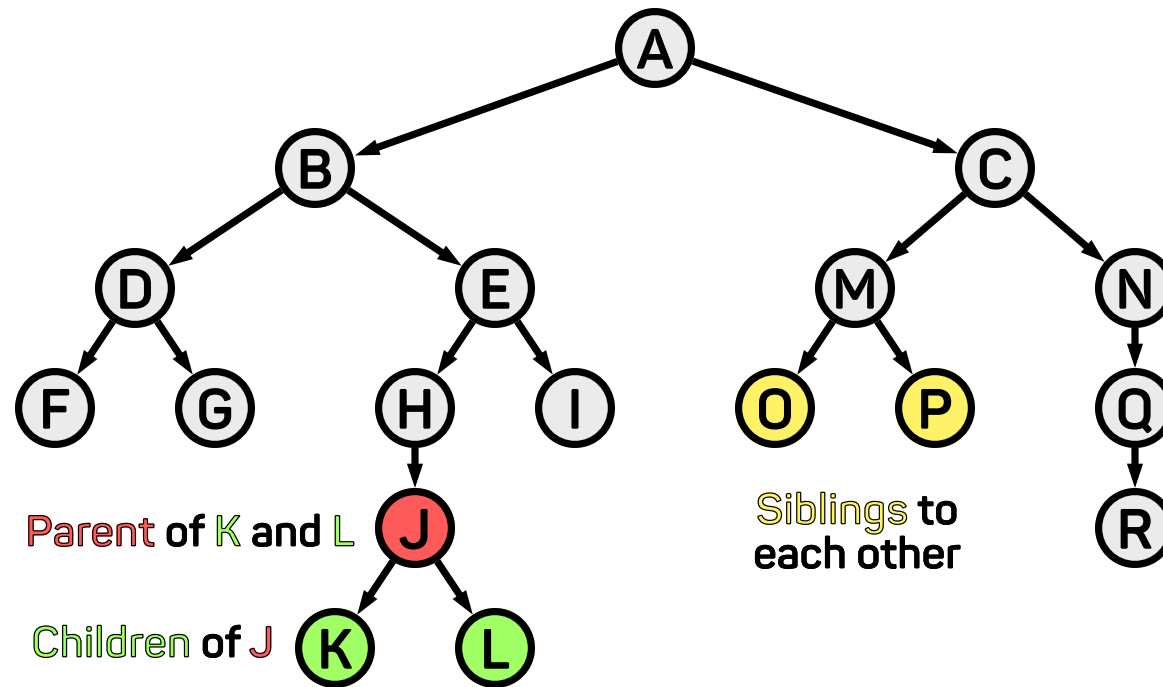 A
B
C
D
E
M
N
F
G
H
I
O
P
Q
Parent of K and L
J
Siblings to
each other
R
Children of J
K
L